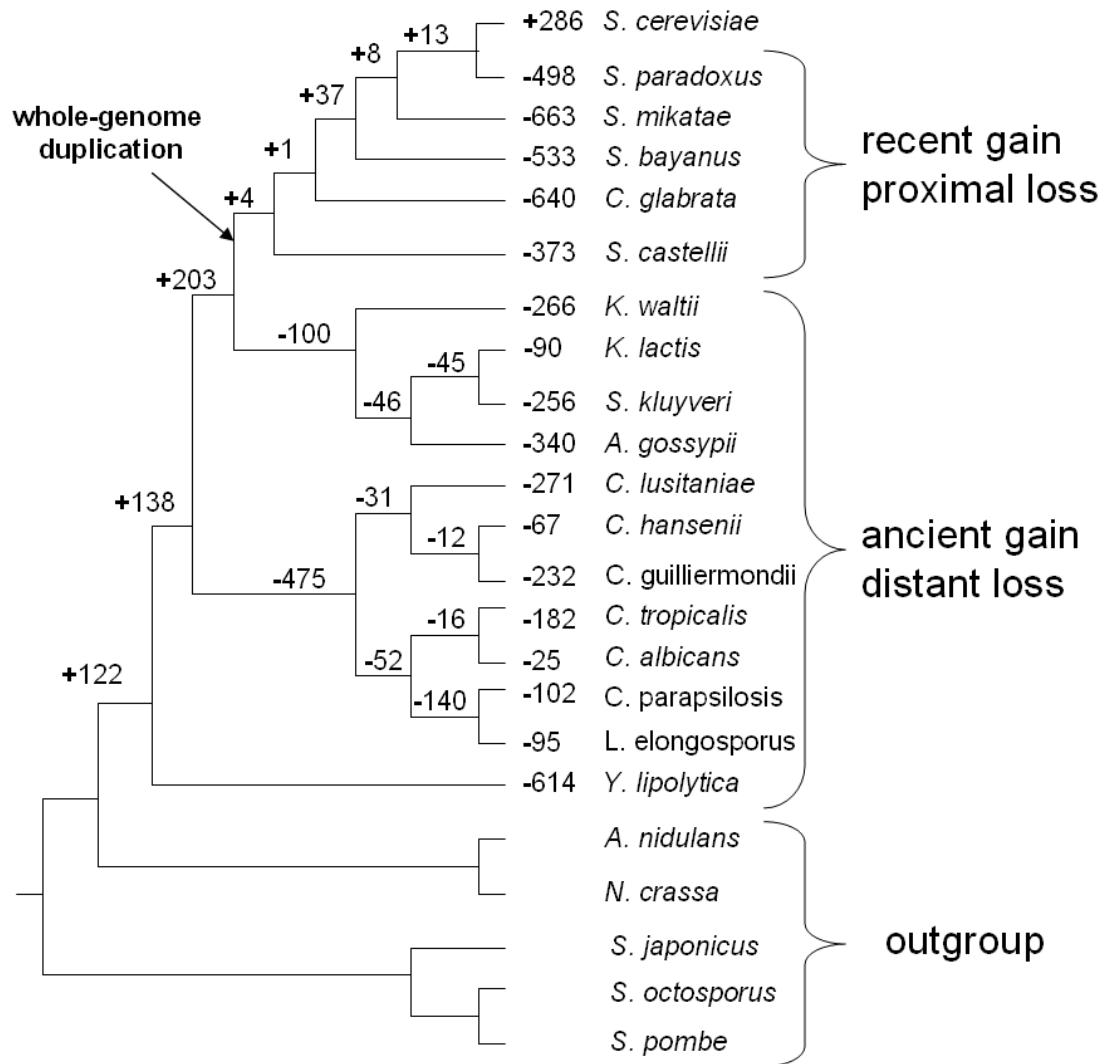 +286 S. cerevisiae
+13
+8
-498 S. paradoxus
+37
-663 S. mikatae
whole-genome
duplication
+1
-533 S. bayanus
recent gain
proximal loss
+4
-640 C. glabrata
-373 S. castellii
+203
-266 K. waltii
-100
-90 K. lactis
-45
-46
-256 S. kluyveri
-340 A. gossypii
+138
-271 C. lusitaniae
-31
-67 C. hansenii
-12
ancient gain
distant loss
-475
-232 C. guilliermondii
-182 C. tropicalis
-16
-52
-25 C. albicans
+122
-102 C. parapsilosis
-140
-95 L. elongosporus
-614 Y. lipolytica
A. nidulans
N. crassa
outgroup
S. japonicus
S. octosporus
S. pombe